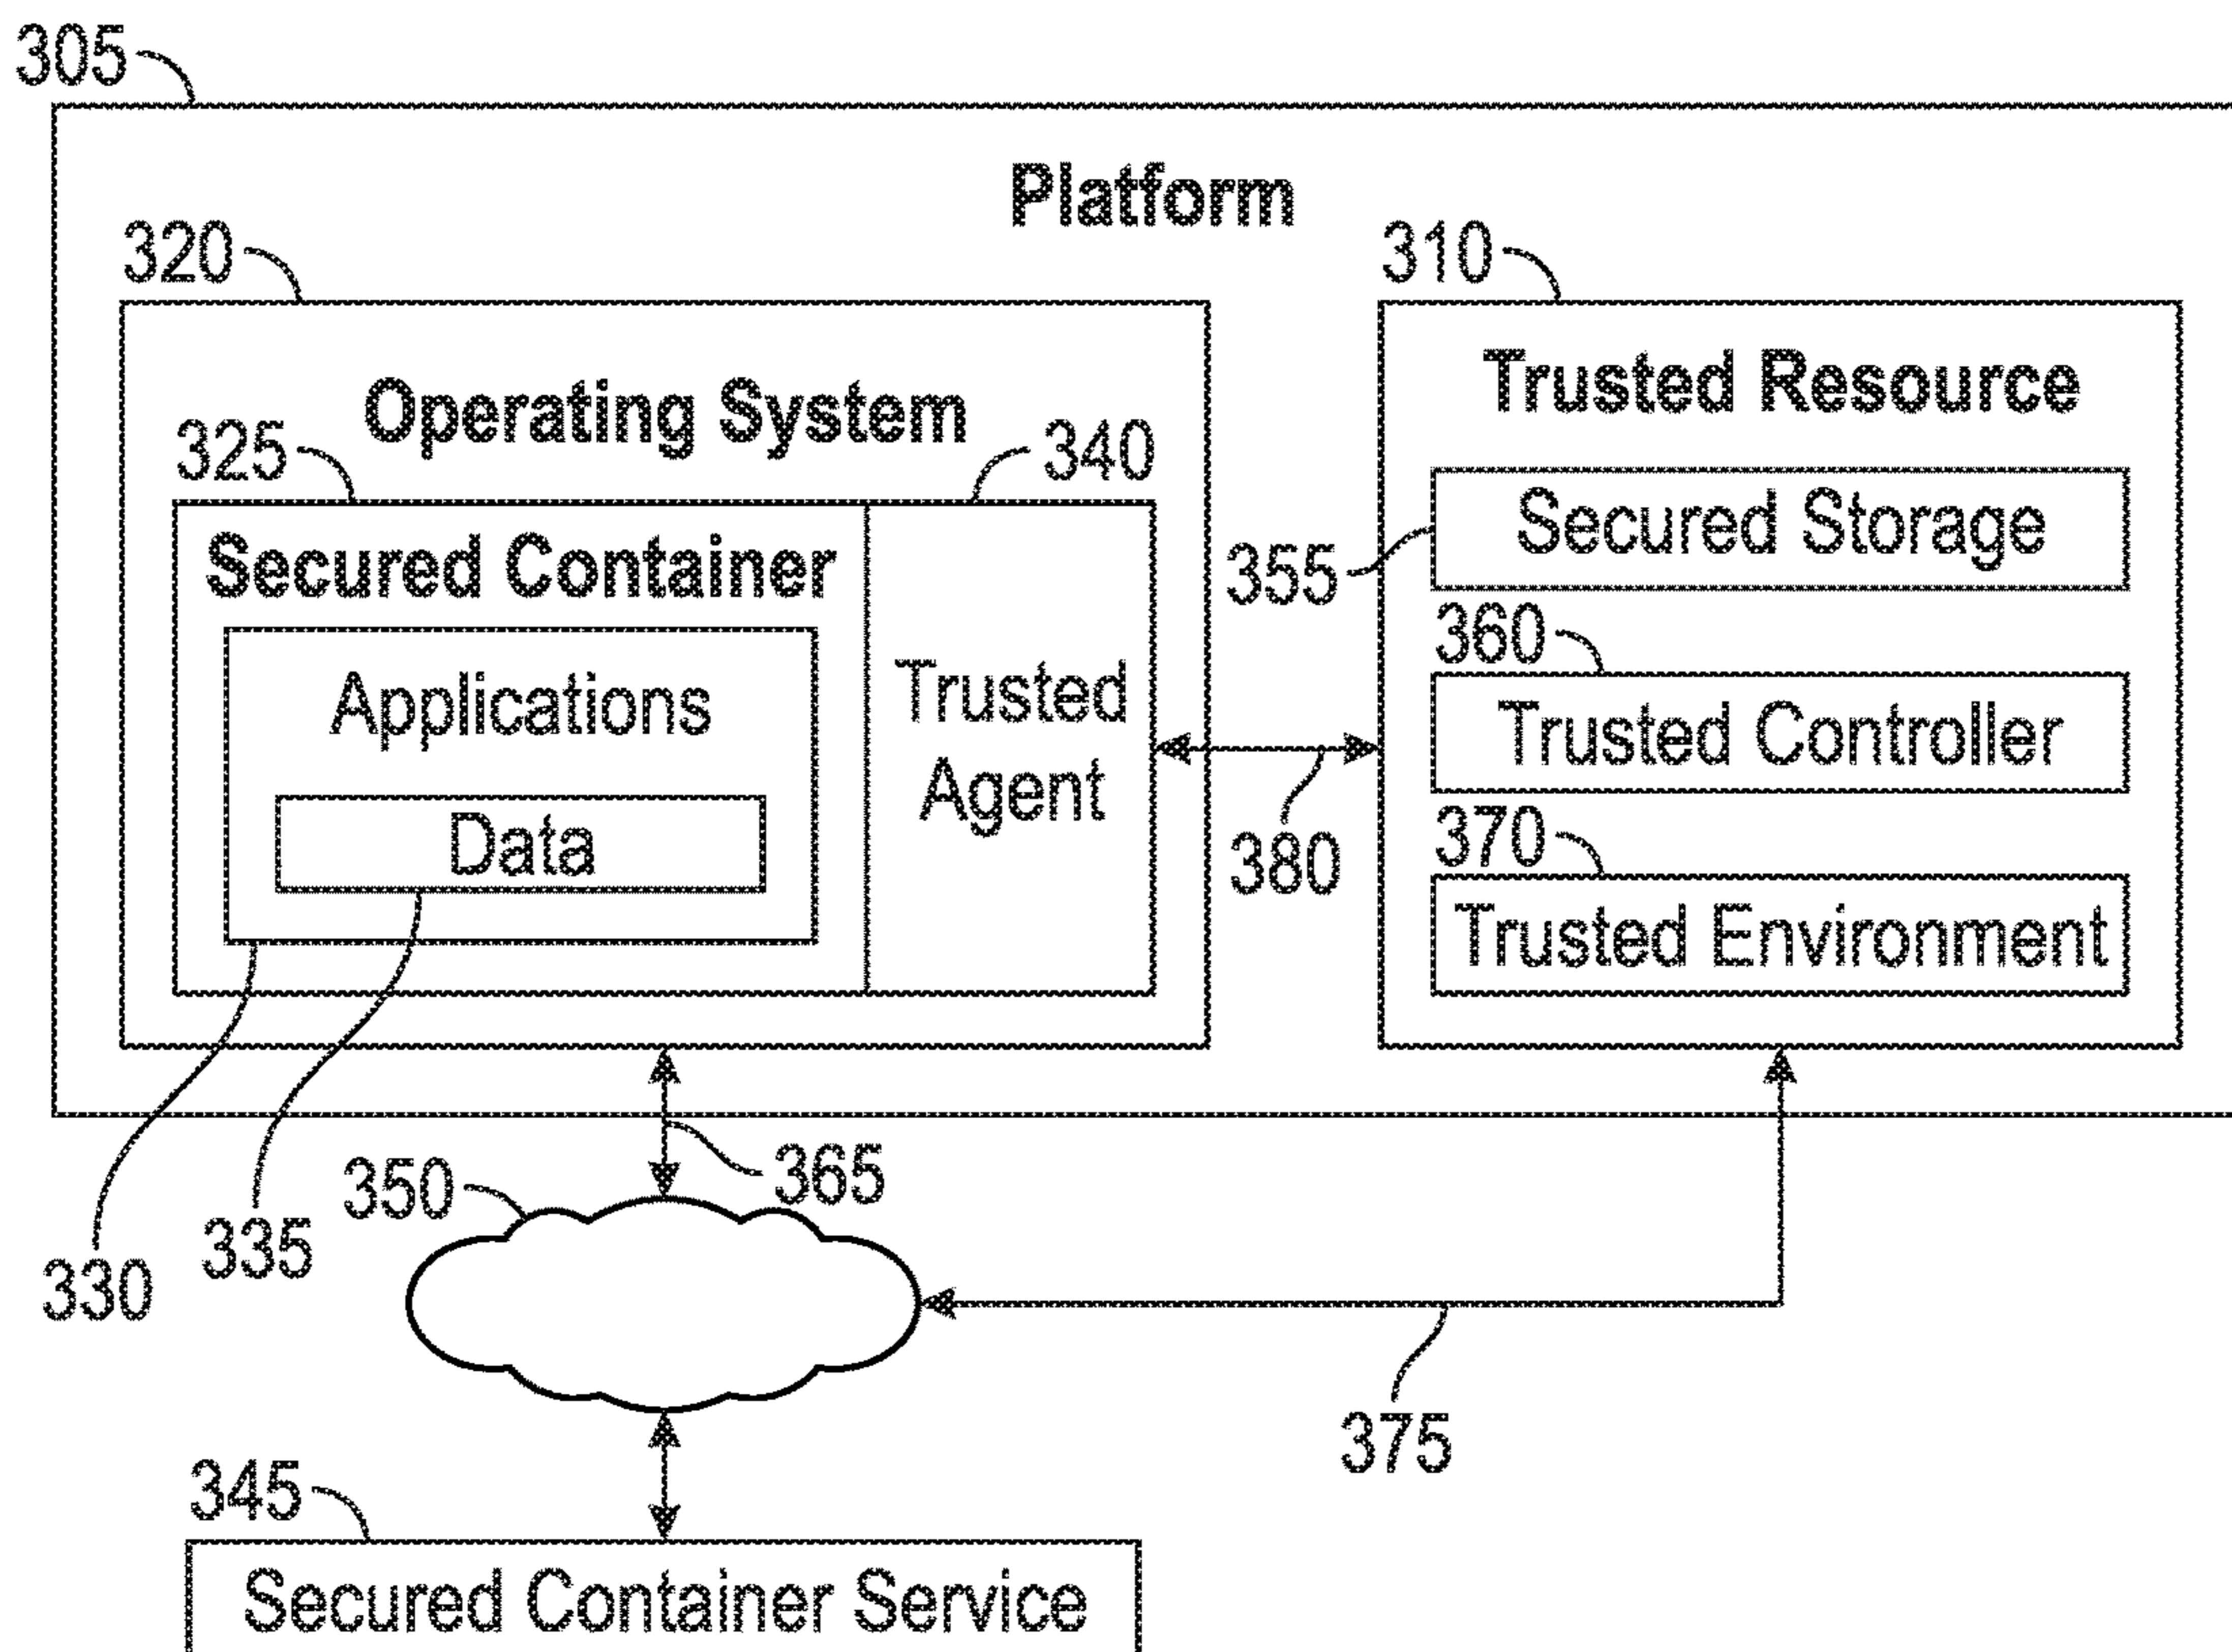 305
Platform
320
310
Operating System
Trusted Resource
325
340
Secured Storage
Secured Container
355
360
Applications
Trusted
Agent
Trusted Controller
Data
380
370
Trusted Environment
350
365
335
330
375
345
Secured Container Service